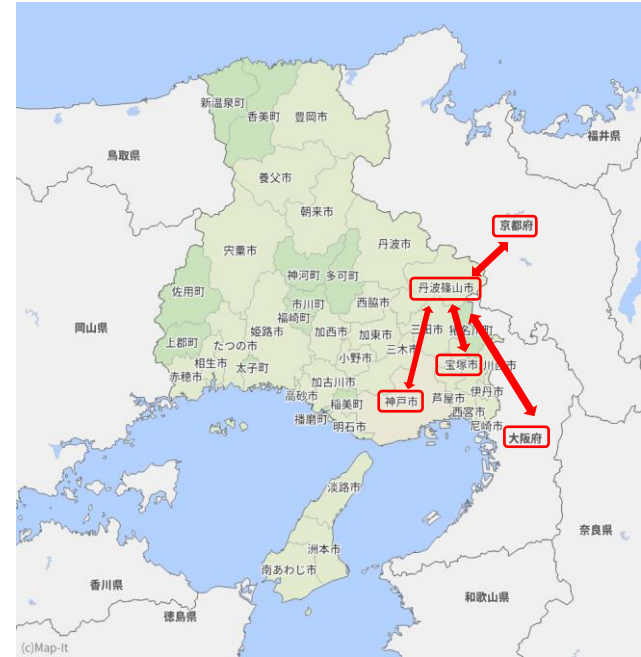 新温泉町
香美町
豊岡市
福井県
鳥取県
養父市
朝来市
京都府
宍粟市
丹波市
神河町
多可町
丹波篠山市
佐用町
市川町
西脇市
福崎町
岡山県
上郡町
たつの市
姫路市
加西市
加東市
三田市
猪名川町
相生市
太子町
小野市
三木市
宝塚市
川西市
赤穂市
加古川市
伊丹市
高砂市
稲美町
神戸市
芦屋市
西宮市
播磨町
明石市
尼崎市
大阪府
淡路市
奈良県
洲本市
南あわじ市
香川県
和歌山県
徳島県
(c)Map-It